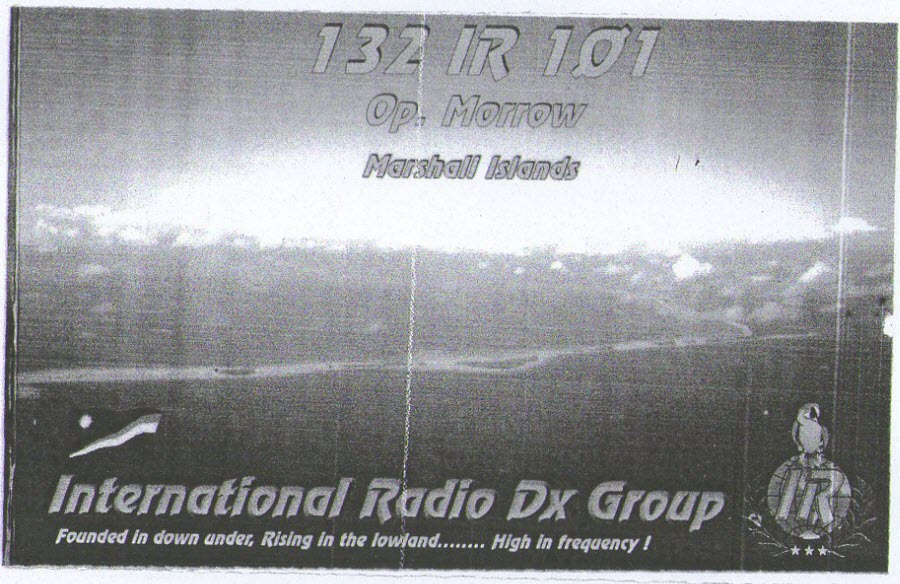 132 IR 1Ø1
Op. Morrow
Marshall Islands
International Radio Dx Group
Founded in down under, Rising in the lowland........ High in frequency !
IR